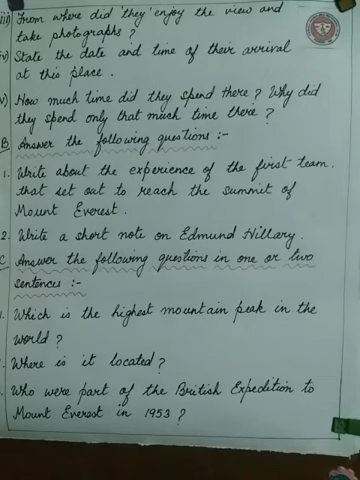 iii) From where did 'they' enjoy the view and
take photographs?
iv) State the date and time of their arrival
at this place.
v) How much time did they spend there? Why did
they spend only that much time there?
B Answer the following questions :-
1. Write about the experience of the first team.
that set out to reach the summit of
Mount Everest.
2. Write a short note on Edmund Hillary.
C Answer the following questions in one or two
sentences :-
Which is the highest mountain peak in the
world?
Where is it located?
Who were part of the British Expedition to
Mount Everest in 1953?